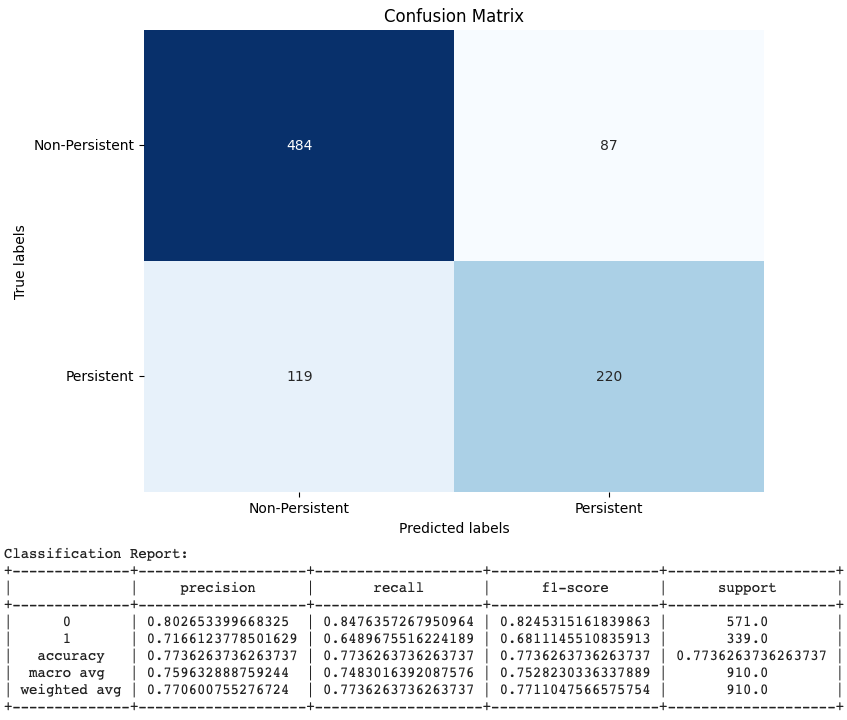 Confusion Matrix
Non-Persistent
484
87
True labels
Persistent
119
220
Non-Persistent
Persistent
Predicted labels
Classification Report:
+--------------+--------------------+--------------------+--------------------+--------------------+
|              |     precision      |       recall       |      f1-score      |      support       |
+--------------+--------------------+--------------------+--------------------+--------------------+
|      0       | 0.802653399668325  | 0.8476357267950964 | 0.8245315161839863 |       571.0        |
|      1       | 0.7166123778501629 | 0.6489675516224189 | 0.6811145510835913 |       339.0        |
|   accuracy   | 0.7736263736263737 | 0.7736263736263737 | 0.7736263736263737 | 0.7736263736263737 |
|  macro avg   | 0.759632888759244  | 0.7483016392087576 | 0.7528230336337889 |       910.0        |
| weighted avg | 0.770600755276724  | 0.7736263736263737 | 0.7711047566575754 |       910.0        |
+--------------+--------------------+--------------------+--------------------+--------------------+